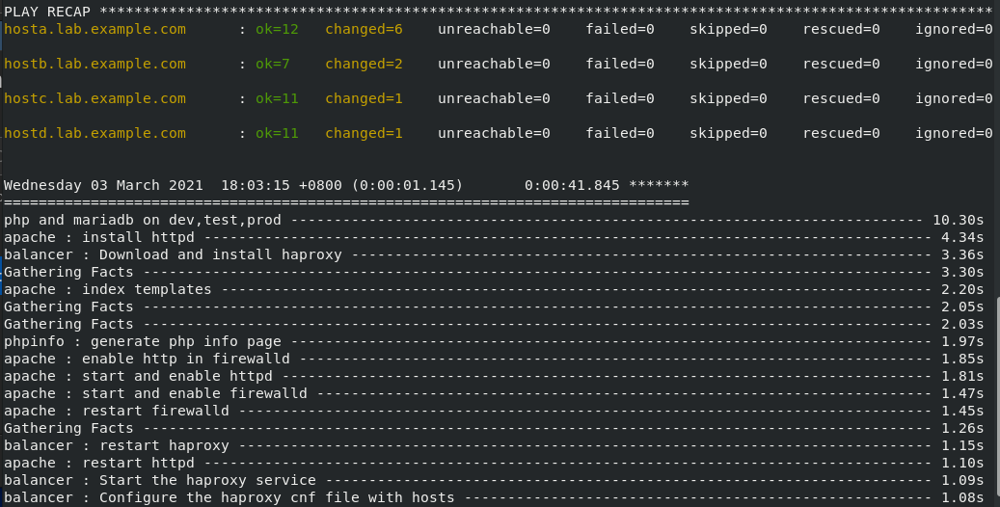 PLAY RECAP *******************************************************************************************************
hosta.lab.example.com      : ok=12   changed=6    unreachable=0    failed=0    skipped=0    rescued=0    ignored=0
hostb.lab.example.com      : ok=7    changed=2    unreachable=0    failed=0    skipped=0    rescued=0    ignored=0
hostc.lab.example.com      : ok=11   changed=1    unreachable=0    failed=0    skipped=0    rescued=0    ignored=0
hostd.lab.example.com      : ok=11   changed=1    unreachable=0    failed=0    skipped=0    rescued=0    ignored=0
Wednesday 03 March 2021  18:03:15 +0800 (0:00:01.145)       0:00:41.845 *******
===============================================================================
php and mariadb on dev,test,prod ------------------------------------------------------------------------- 10.30s
apache : install httpd ------------------------------------------------------------------------------------ 4.34s
balancer : Download and install haproxy ------------------------------------------------------------------- 3.36s
Gathering Facts ------------------------------------------------------------------------------------------- 3.30s
apache : index templates ---------------------------------------------------------------------------------- 2.20s
Gathering Facts ------------------------------------------------------------------------------------------- 2.05s
Gathering Facts ------------------------------------------------------------------------------------------- 2.03s
phpinfo : generate php info page -------------------------------------------------------------------------- 1.97s
apache : enable http in firewalld ------------------------------------------------------------------------- 1.85s
apache : start and enable httpd --------------------------------------------------------------------------- 1.81s
apache : start and enable firewalld ----------------------------------------------------------------------- 1.47s
apache : restart firewalld -------------------------------------------------------------------------------- 1.45s
Gathering Facts ------------------------------------------------------------------------------------------- 1.26s
balancer : restart haproxy -------------------------------------------------------------------------------- 1.15s
apache : restart httpd ------------------------------------------------------------------------------------ 1.10s
balancer : Start the haproxy service ---------------------------------------------------------------------- 1.09s
balancer : Configure the haproxy cnf file with hosts ------------------------------------------------------ 1.08s